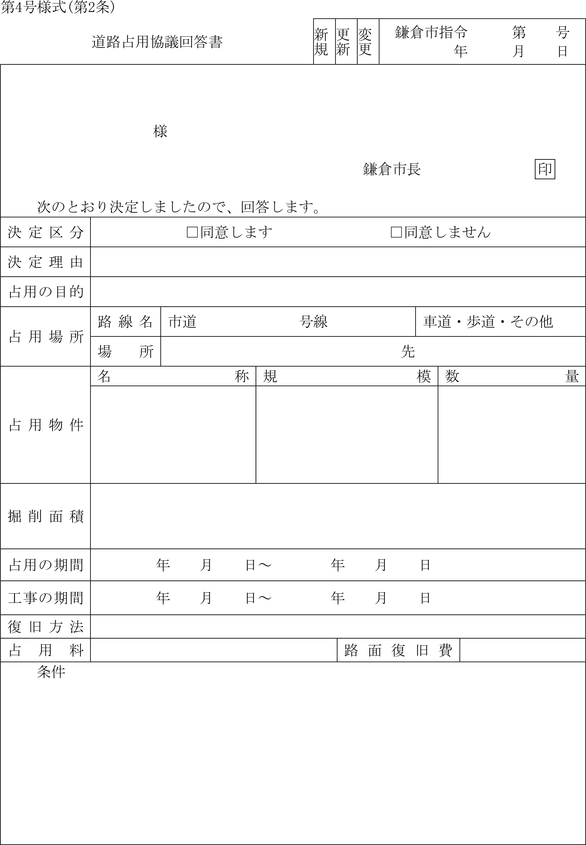 第4号様式(第2条)
道路占用協議回答書 新規 更新 変更 鎌倉市指令 第 号
年 月 日
様
鎌倉市長 印
次のとおり決定しましたので、回答します。
決定区分 □同意します □同意しません
決定理由
占用の目的
占用場所 路線名 市道 号線 車道・歩道・その他
場所 先
占用物件 名称 規模 数量
掘削面積
占用の期間 年 月 日~ 年 月 日
工事の期間 年 月 日~ 年 月 日
復旧方法
占用料 路面復旧費
条件